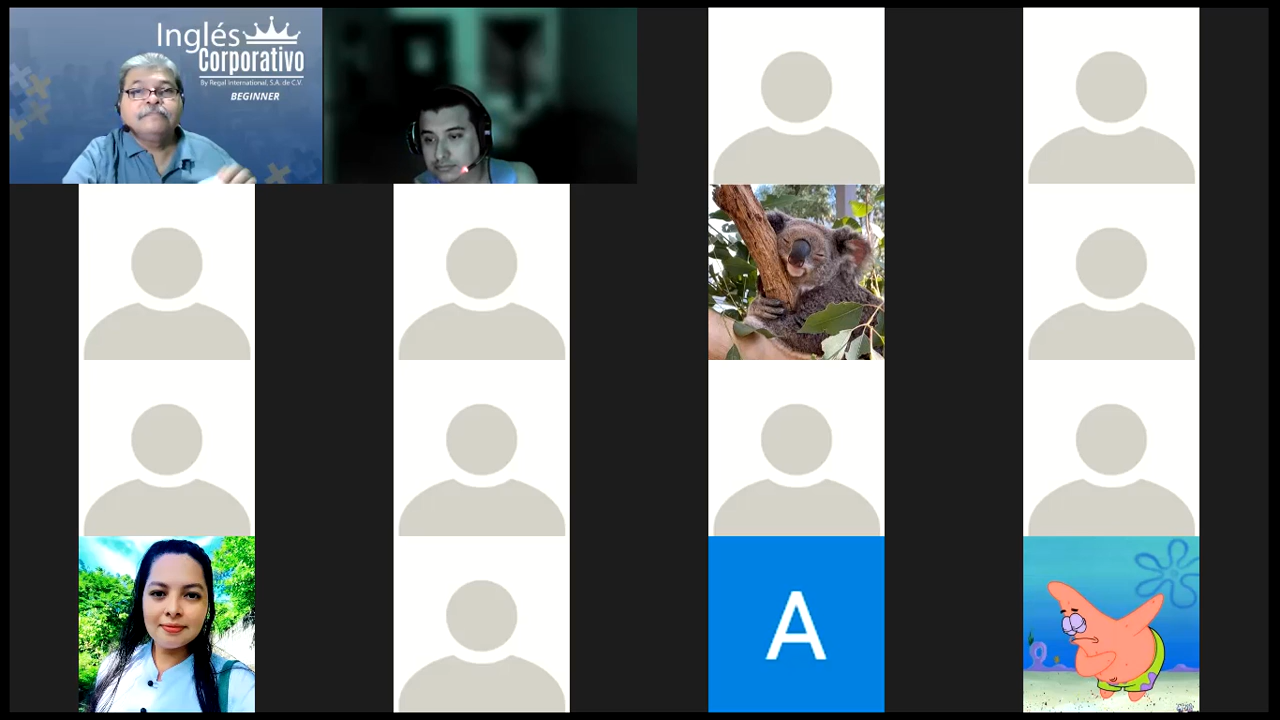 Inglés
Corporativo
By Regal International, S.A. de C.V.
BEGINNER
A